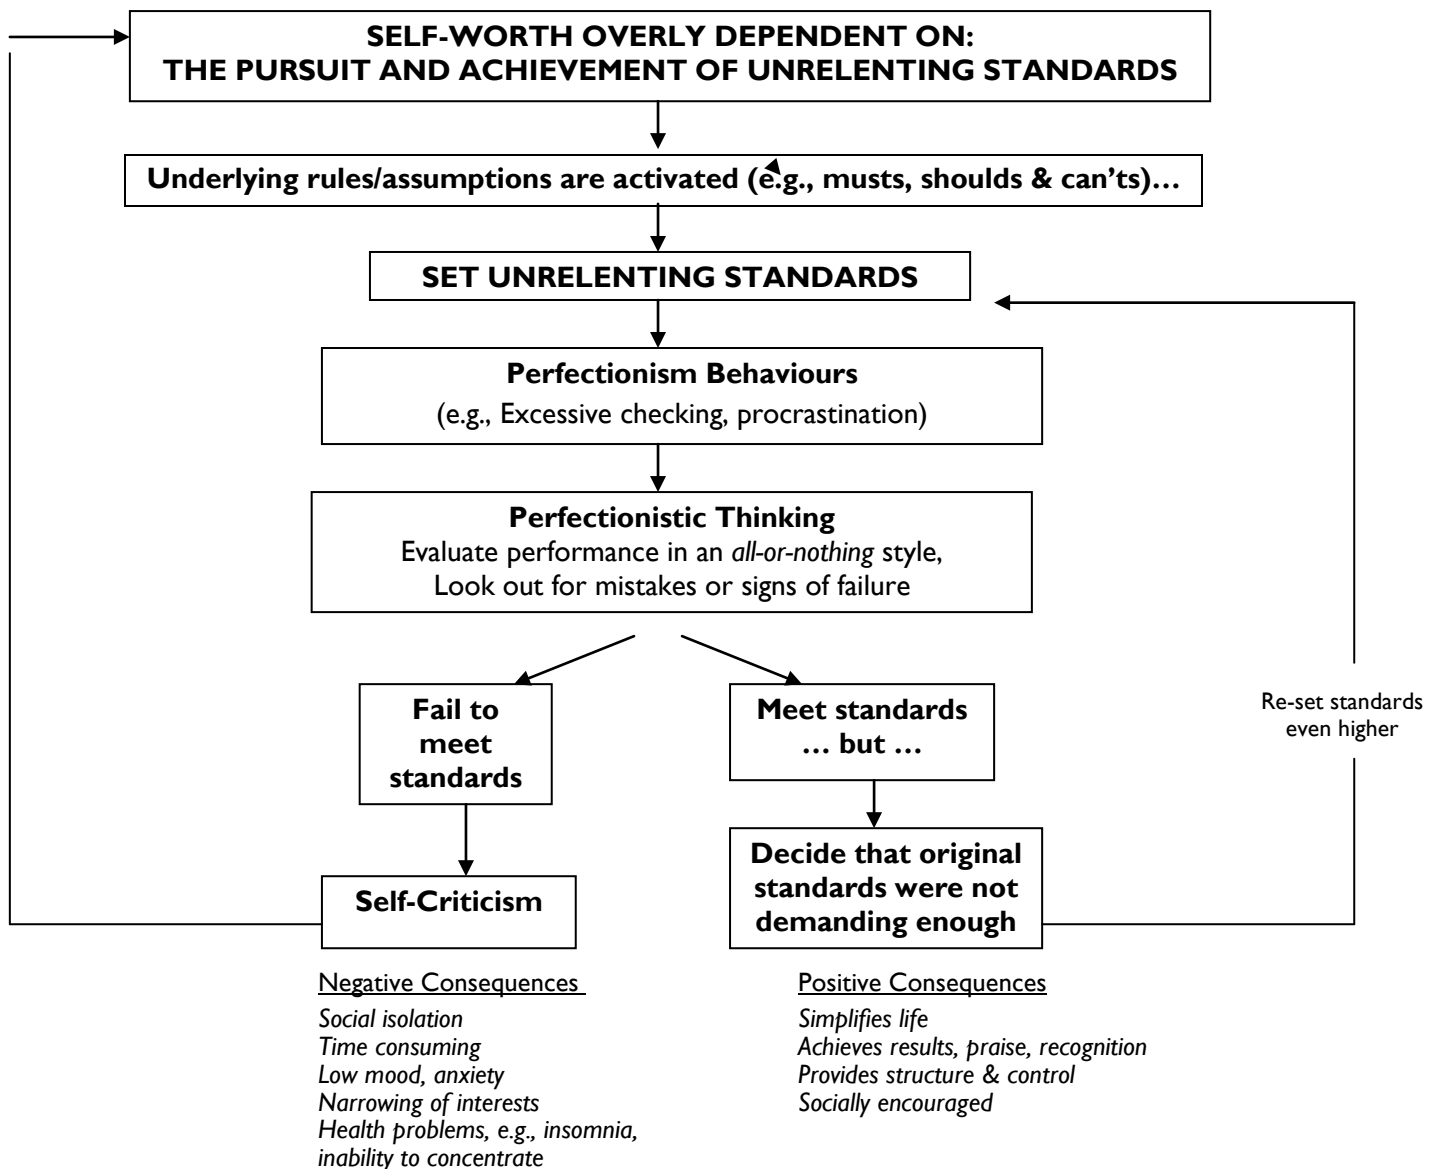 SELF-WORTH OVERLY DEPENDENT ON:
THE PURSUIT AND ACHIEVEMENT OF UNRELENTING STANDARDS
Underlying rules/assumptions are activated (e.g., musts, shoulds & can'ts)…
SET UNRELENTING STANDARDS
Perfectionism Behaviours
(e.g., Excessive checking, procrastination)
Perfectionistic Thinking
Evaluate performance in an all-or-nothing style,
Look out for mistakes or signs of failure
Fail to
meet
standards
Meet standards
… but …
Re-set standards
even higher
Self-Criticism
Decide that original
standards were not
demanding enough
Negative Consequences
Social isolation
Time consuming
Low mood, anxiety
Narrowing of interests
Health problems, e.g., insomnia,
inability to concentrate
Positive Consequences
Simplifies life
Achieves results, praise, recognition
Provides structure & control
Socially encouraged